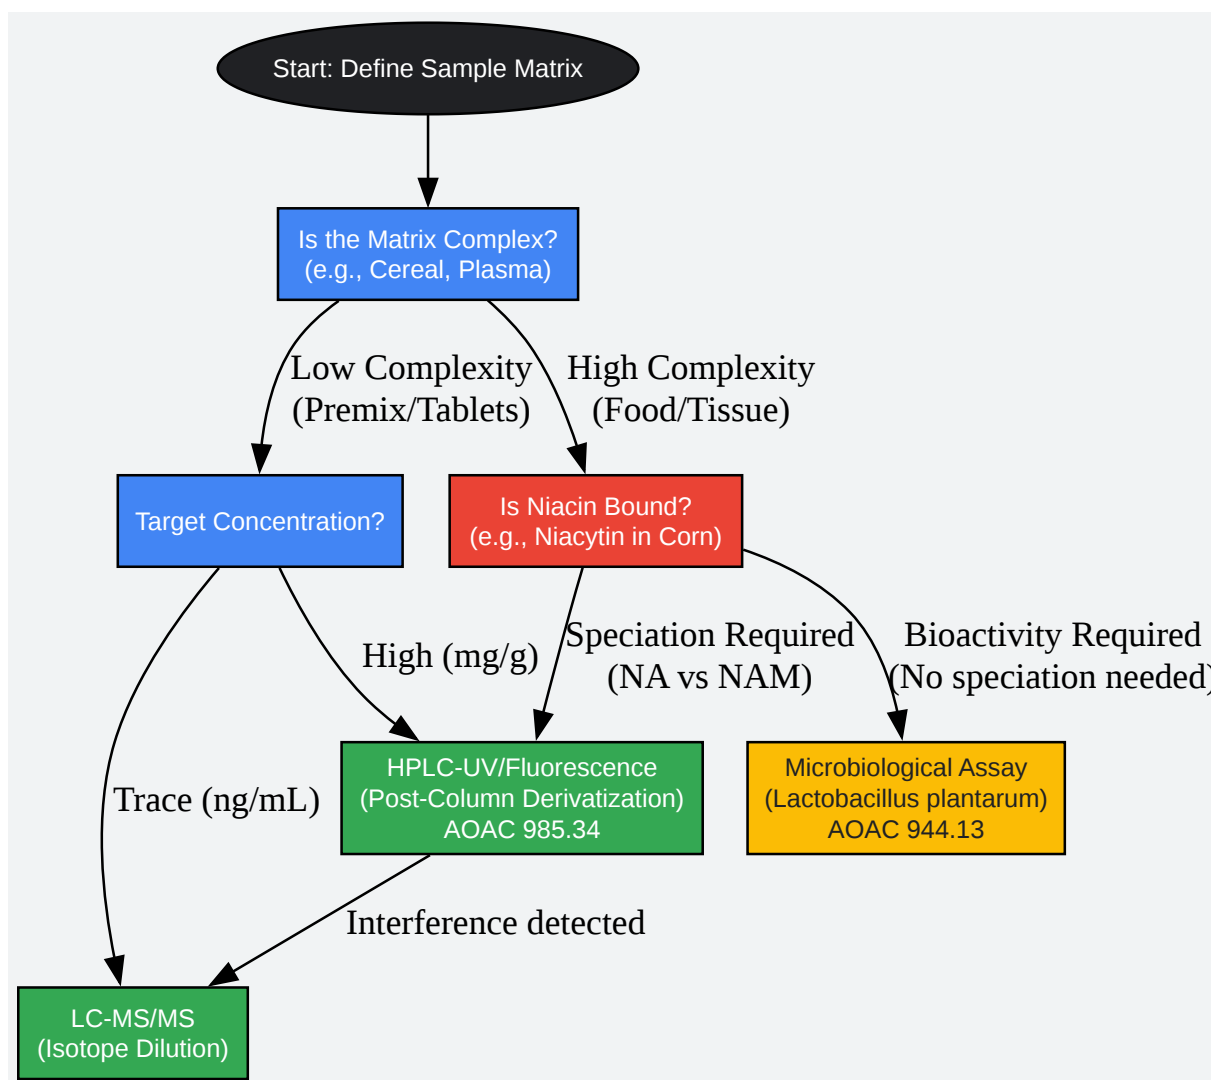 Start: Define Sample Matrix
Is the Matrix Complex?
(e.g., Cereal, Plasma)
Low Complexity
(Premix/Tablets)
High Complexity
(Food/Tissue)
Target Concentration?
Is Niacin Bound?
(e.g., Niacytin in Corn)
High (mg/g)
Speciation Required
(NA vs NAM)
Bioactivity Required
(No speciation needed)
Trace (ng/mL)
HPLC-UV/Fluorescence
(Post-Column Derivatization)
AOAC 985.34
Microbiological Assay
(Lactobacillus plantarum)
AOAC 944.13
Interference detected
LC-MS/MS
(Isotope Dilution)